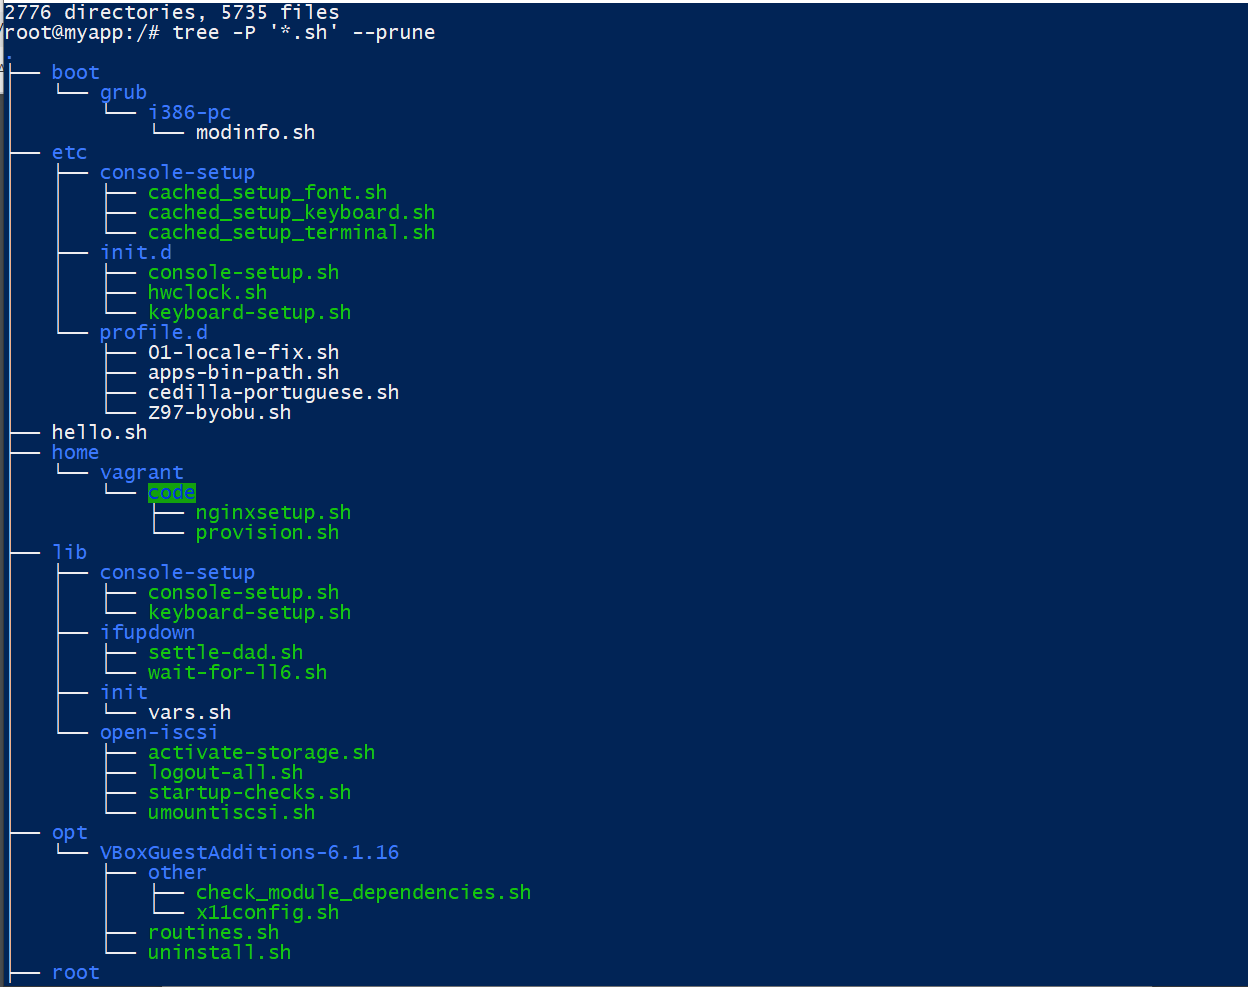 2776 directories, 5735 files
root@myapp:/# tree -P '*.sh' --prune
.
├── boot
│   └── grub
│       └── i386-pc
│           └── modinfo.sh
├── etc
│   ├── console-setup
│   │   ├── cached_setup_font.sh
│   │   ├── cached_setup_keyboard.sh
│   │   └── cached_setup_terminal.sh
│   ├── init.d
│   │   ├── console-setup.sh
│   │   ├── hwclock.sh
│   │   └── keyboard-setup.sh
│   └── profile.d
│       ├── 01-locale-fix.sh
│       ├── apps-bin-path.sh
│       ├── cedilla-portuguese.sh
│       └── Z97-byobu.sh
├── hello.sh
├── home
│   └── vagrant
│       └── code
│           ├── nginxsetup.sh
│           └── provision.sh
├── lib
│   ├── console-setup
│   │   ├── console-setup.sh
│   │   └── keyboard-setup.sh
│   ├── ifupdown
│   │   ├── settle-dad.sh
│   │   └── wait-for-ll6.sh
│   ├── init
│   │   └── vars.sh
│   └── open-iscsi
│       ├── activate-storage.sh
│       ├── logout-all.sh
│       ├── startup-checks.sh
│       └── umountiscsi.sh
├── opt
│   └── VBoxGuestAdditions-6.1.16
│       ├── other
│       │   ├── check_module_dependencies.sh
│       │   └── x11config.sh
│       ├── routines.sh
│       └── uninstall.sh
├── root